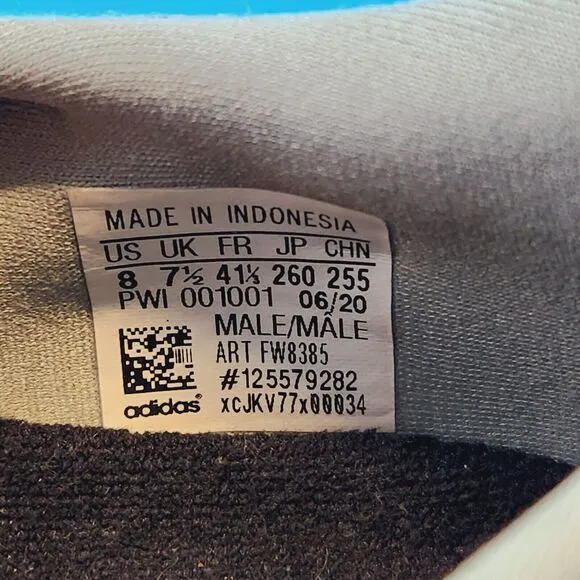 MADE IN INDONESIA
US UK FR JP CHN
8 7½ 41⅓ 260 255
PWI 001001 06/20
MALE/MÂLE
ART FW8385
#125579282
adidas xcJKV77x00034